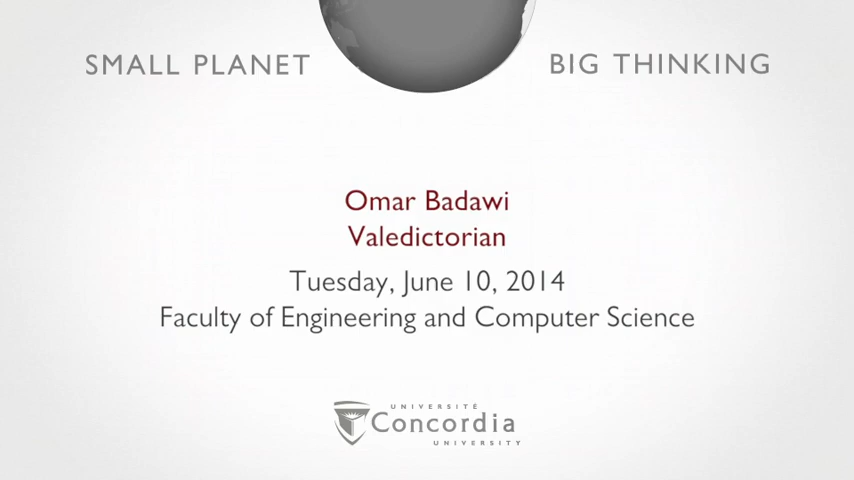 SMALL PLANET BIG THINKING
Omar Badawi
Valedictorian
Tuesday, June 10, 2014
Faculty of Engineering and Computer Science
UNIVERSITÉ
Concordia
UNIVERSITY